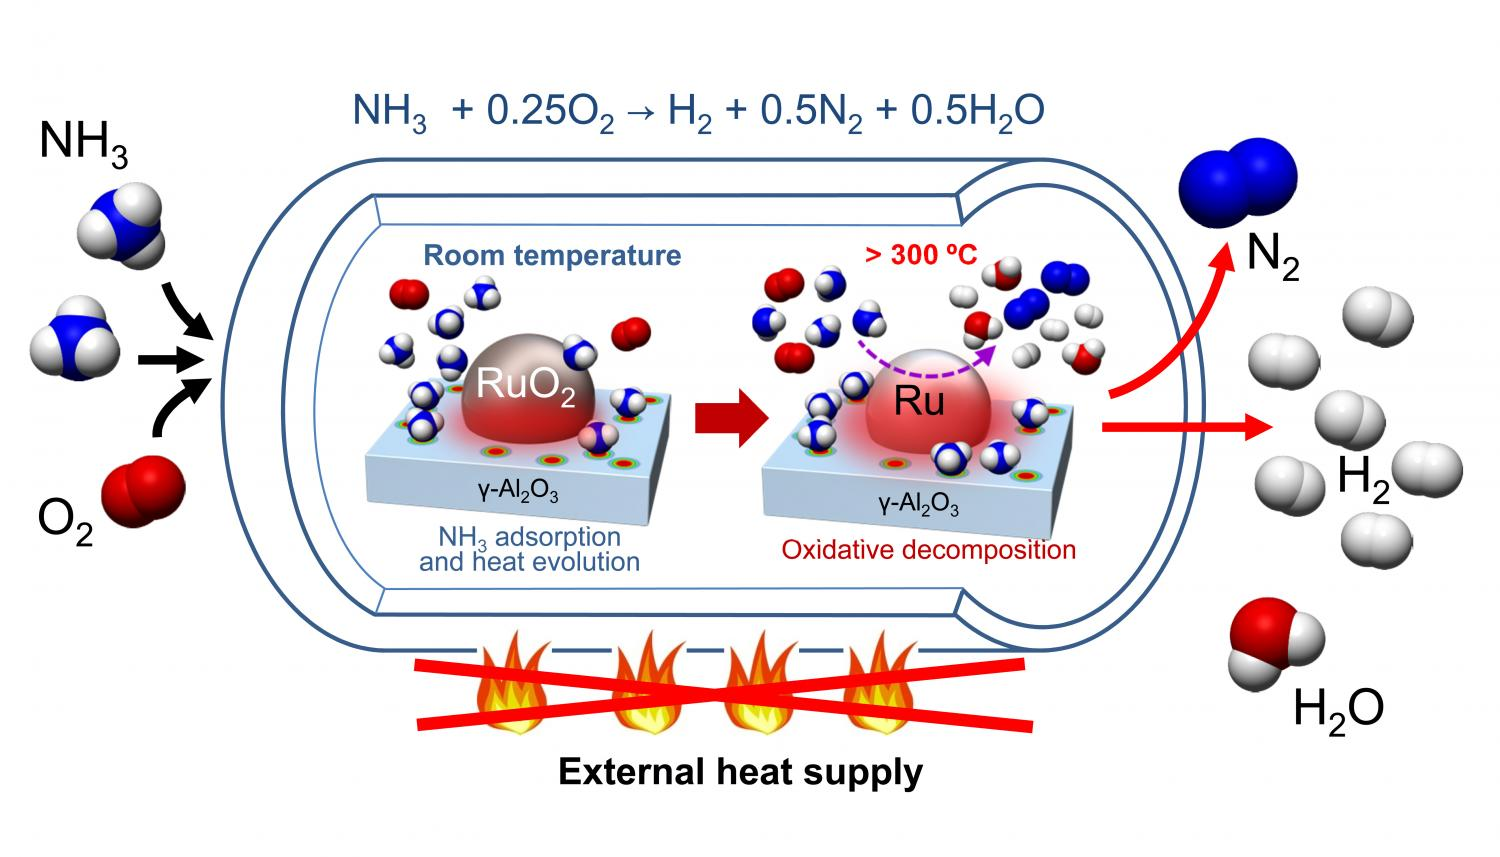 NH₃ + 0.25O₂ → H₂ + 0.5N₂ + 0.5H₂O
NH₃
O₂
Room temperature
> 300 ºC
RuO₂
Ru
γ-Al₂O₃
γ-Al₂O₃
NH₃ adsorption
and heat evolution
Oxidative decomposition
N₂
H₂
H₂O
External heat supply